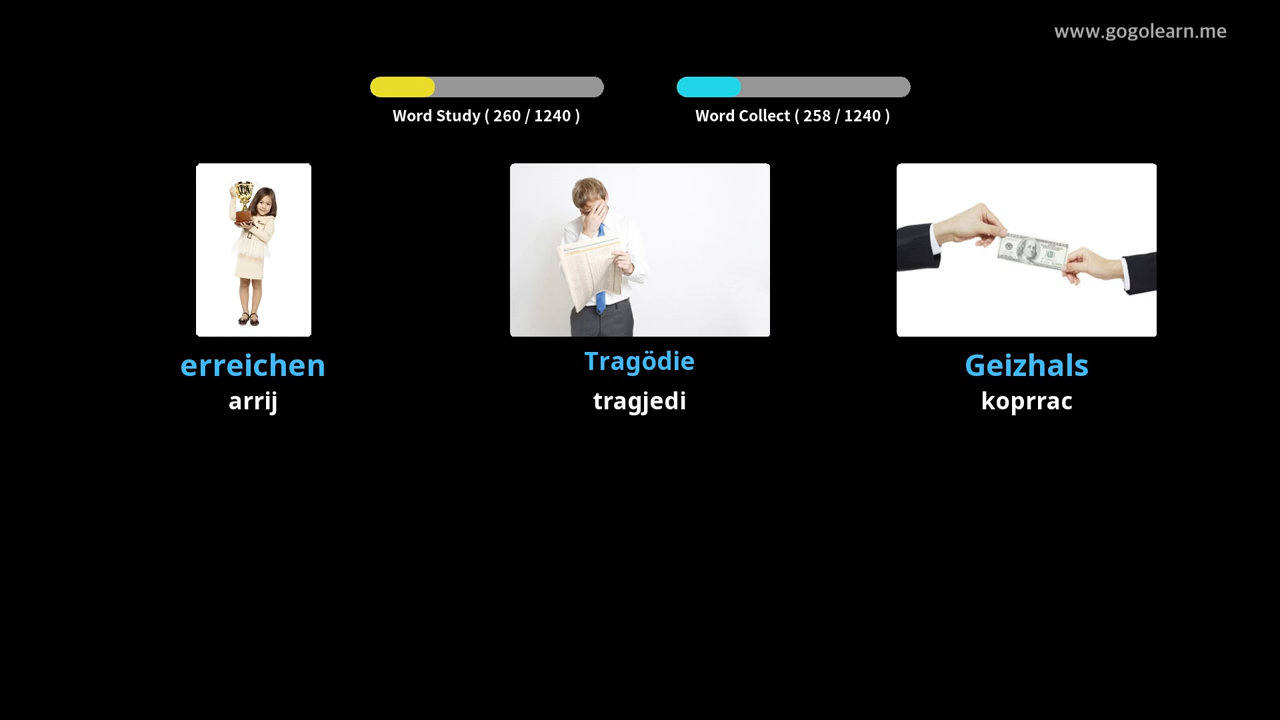 www.gogolearn.me
Word Study ( 260 / 1240 )
Word Collect ( 258 / 1240 )
erreichen
arrij
Tragödie
tragjedi
Geizhals
koprrac